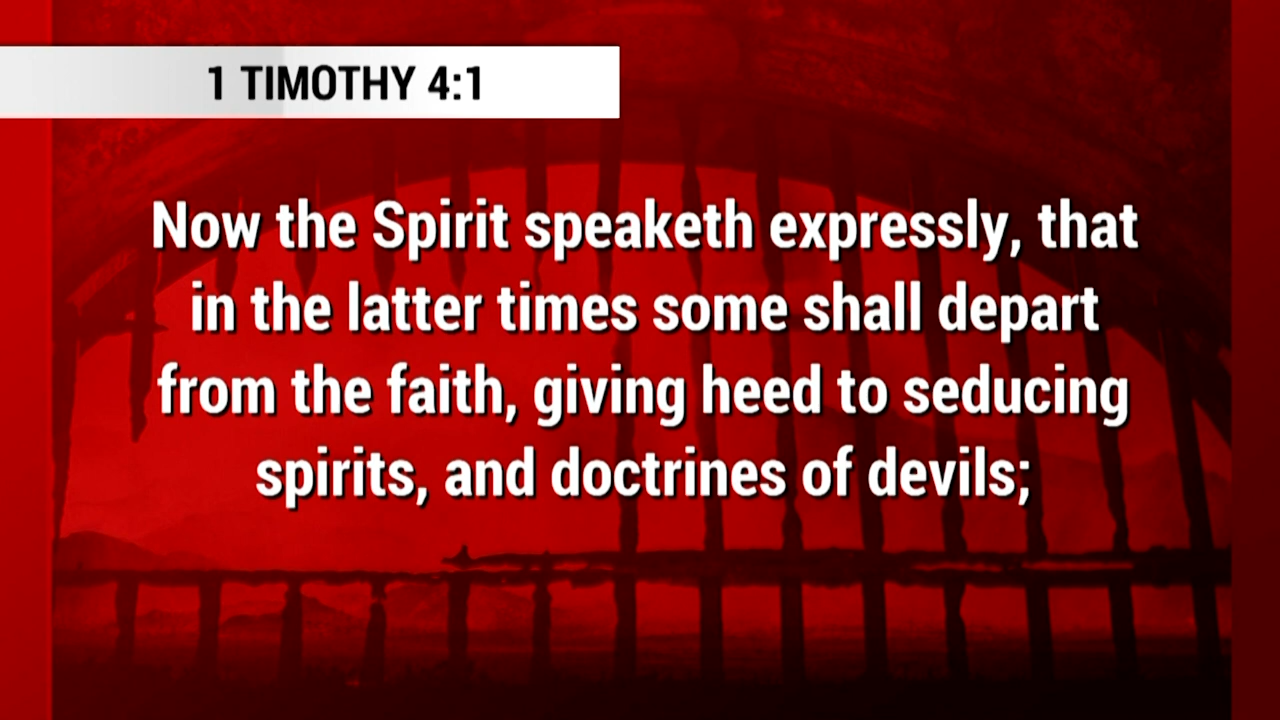 1 TIMOTHY 4:1
Now the Spirit speaketh expressly, that
in the latter times some shall depart
from the faith, giving heed to seducing
spirits, and doctrines of devils;